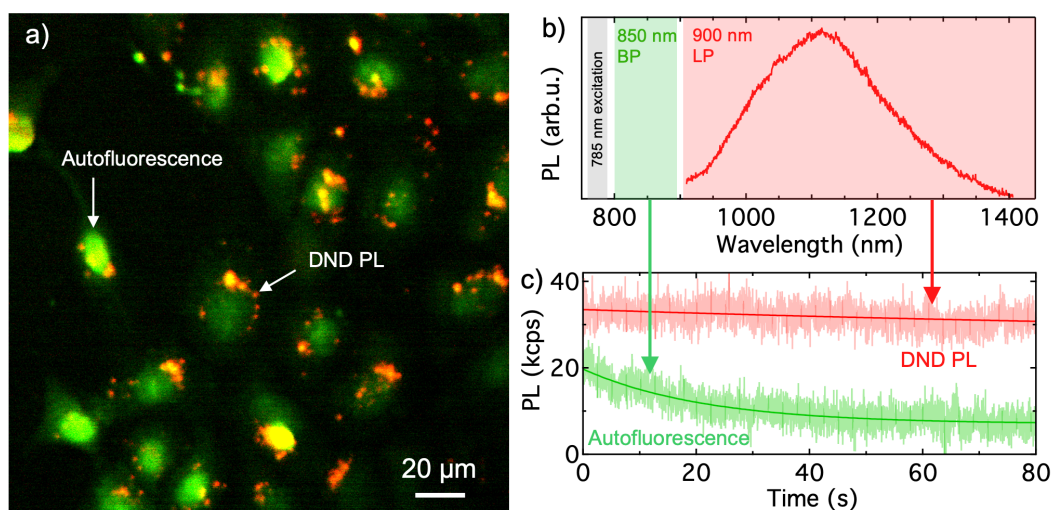 a)
Autofluorescence
DND PL
20 µm
b)
850 nm
BP
900 nm
LP
785 nm excitation
PL (arb.u.)
800 1000 1200 1400
Wavelength (nm)
c)
40
20
0
PL (kcps)
DND PL
Autofluorescence
0 20 40 60 80
Time (s)